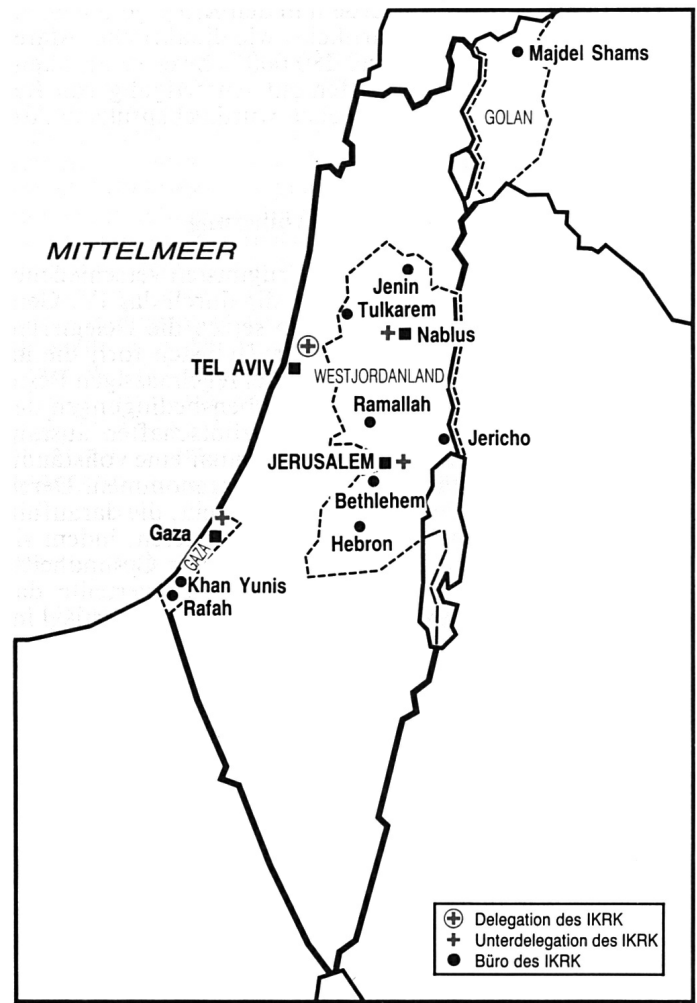 Majdel Shams
GOLAN
MITTELMEER
Jenin
Tulkarem
Nablus
TEL AVIV
WESTJORDANLAND
Ramallah
Jericho
JERUSALEM
Bethlehem
Hebron
Gaza
GAZA
Khan Yunis
Rafah
Delegation des IKRK
Unterdelegation des IKRK
Büro des IKRK